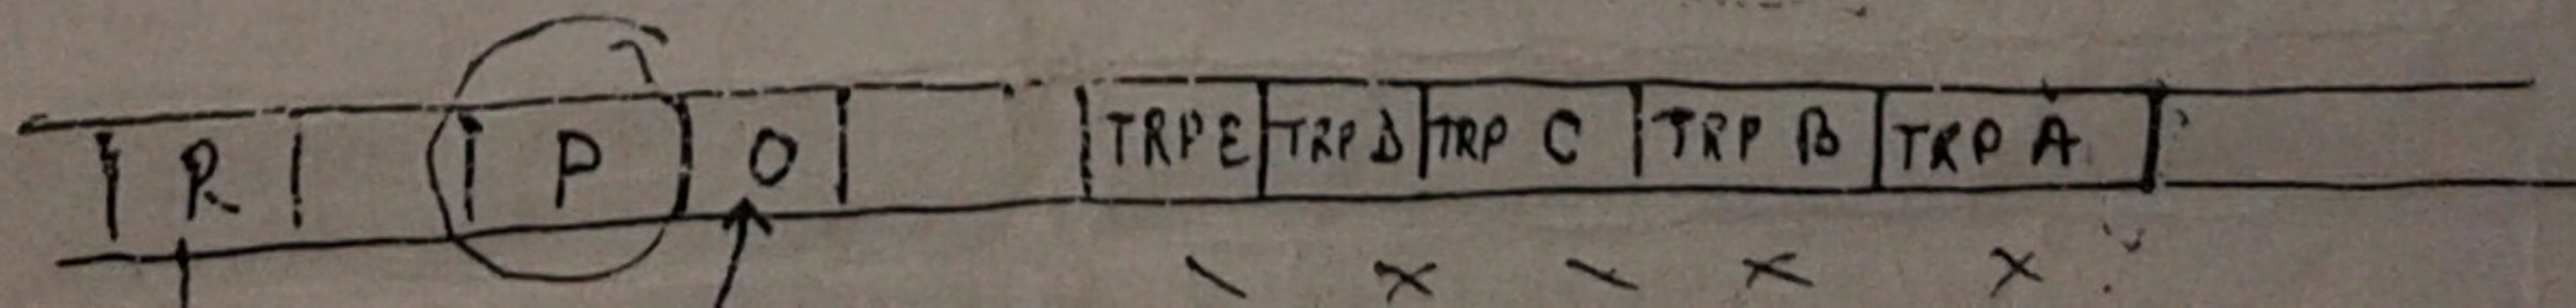 R P O TRP E TRP D TRP C TRP B TRP A